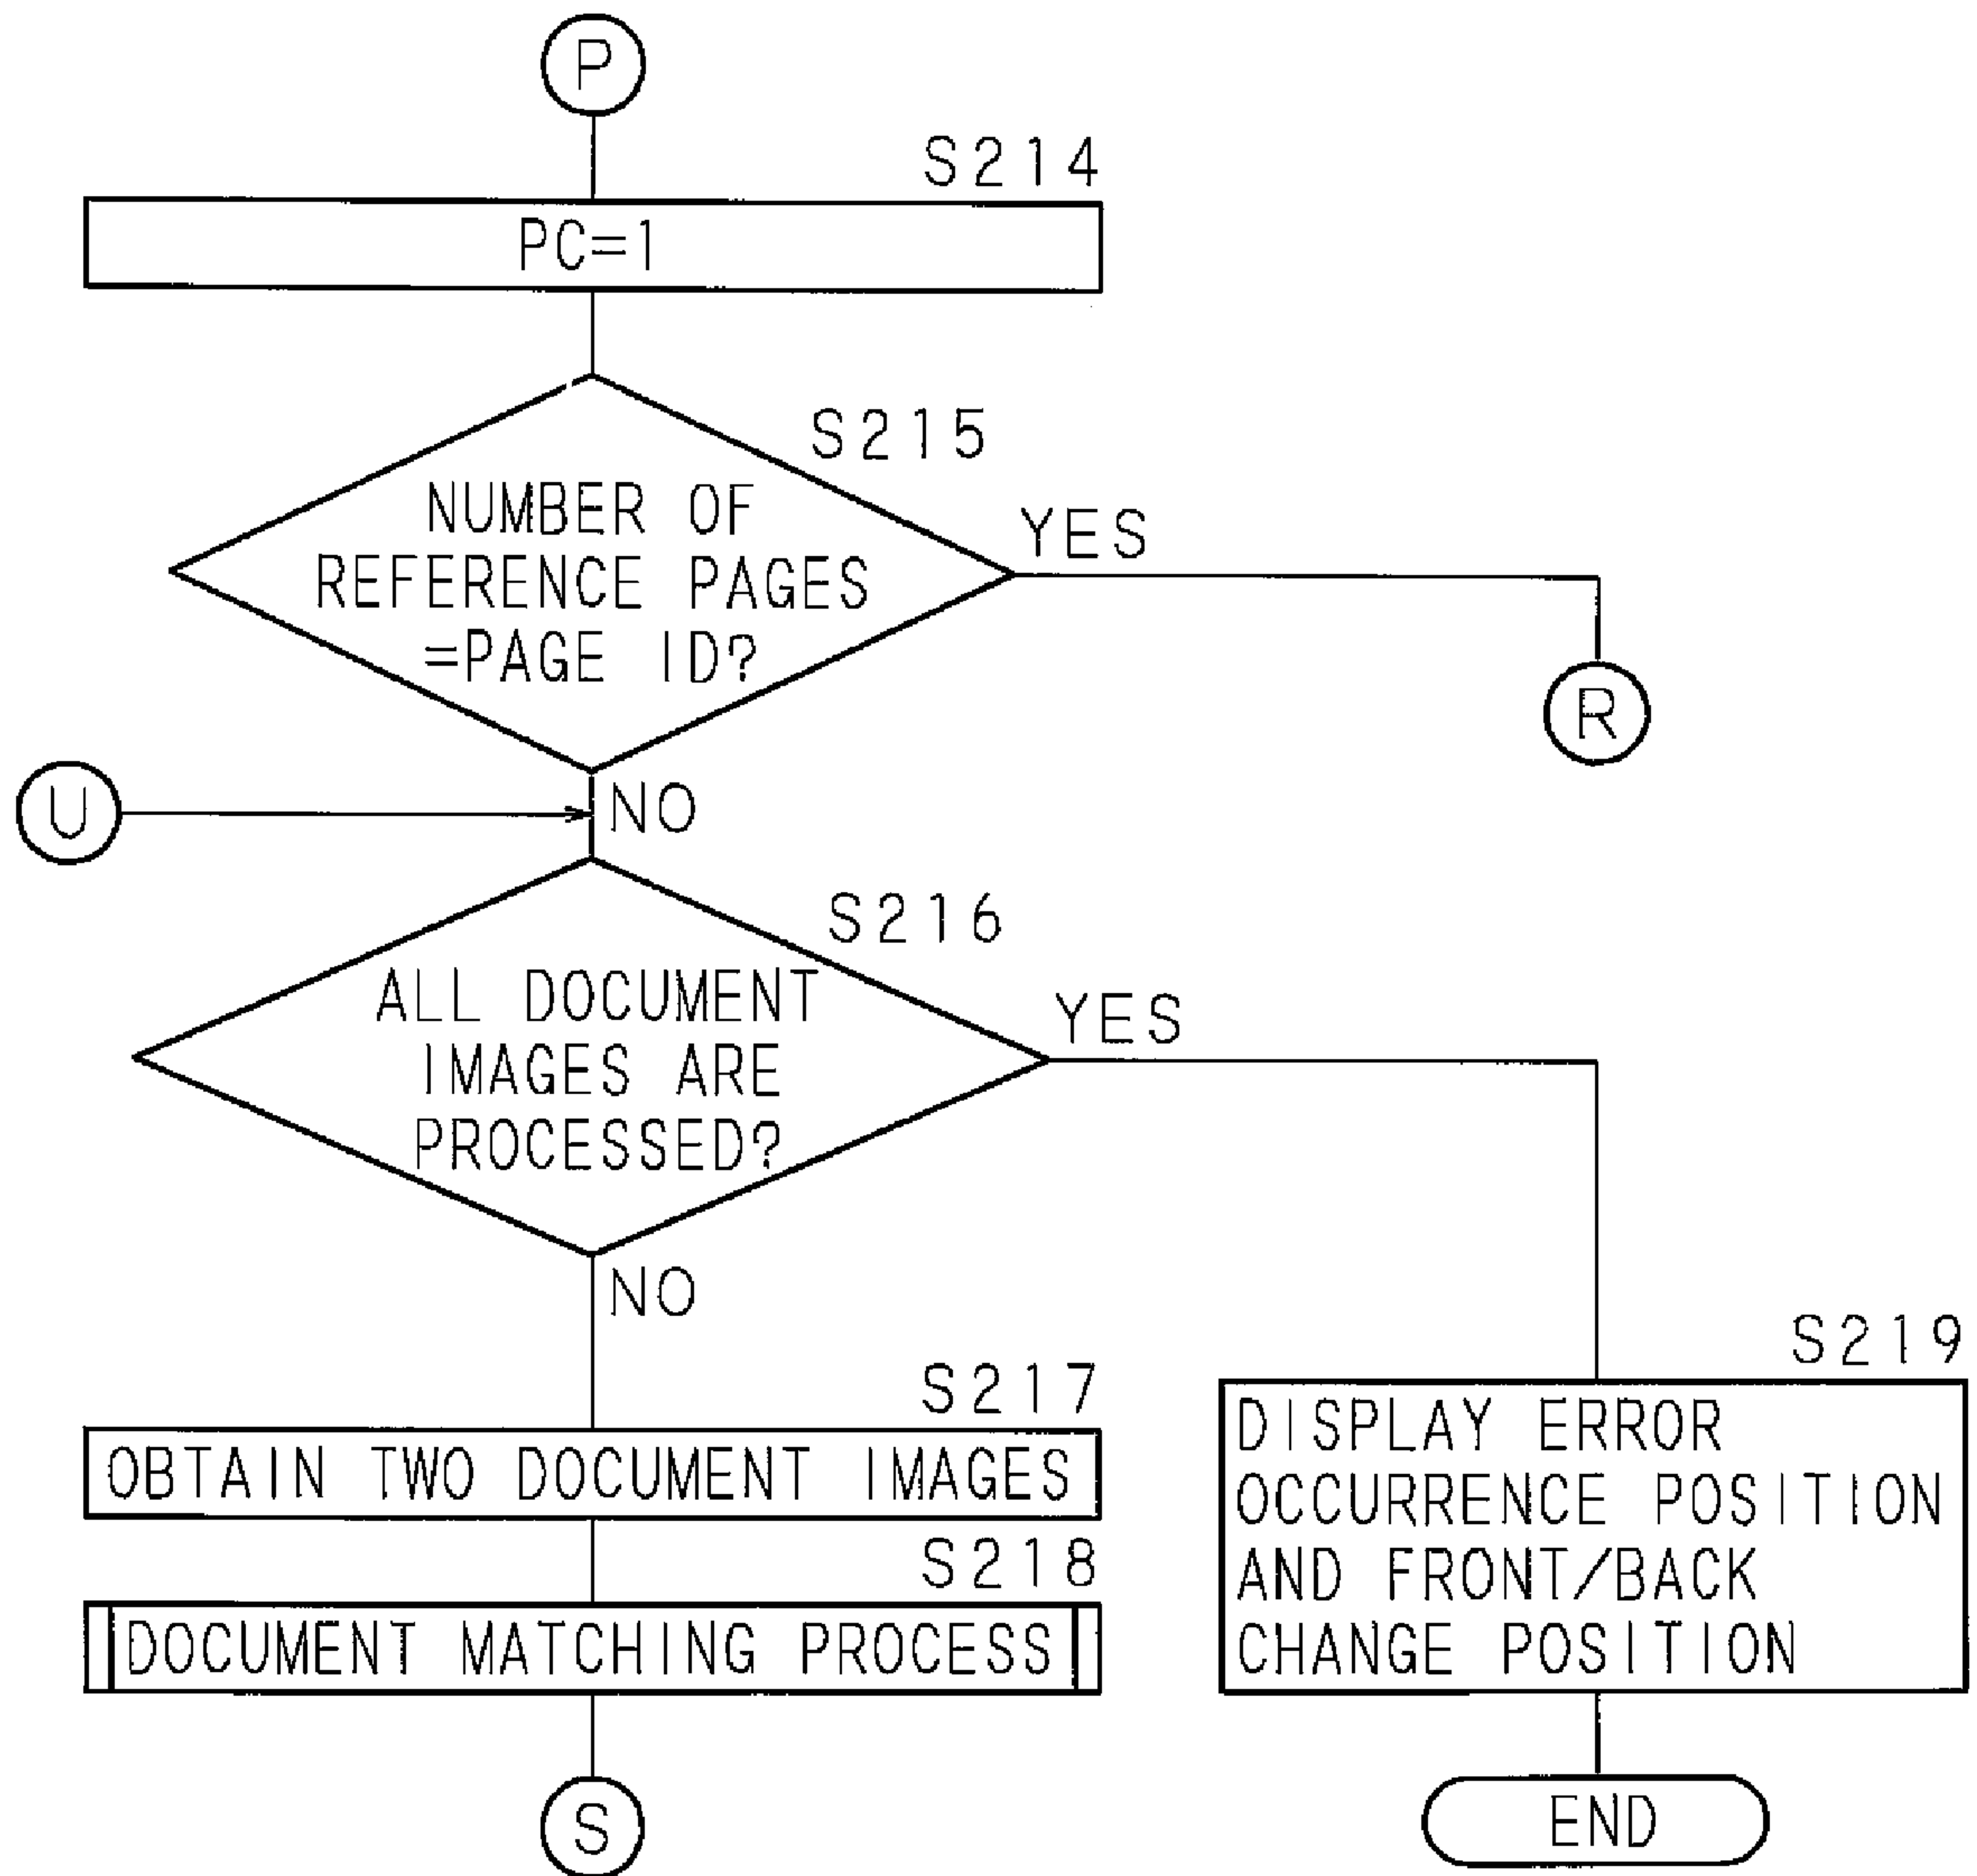 P
S214
PC=1
S215
NUMBER OF
REFERENCE PAGES
=PAGE ID?
YES
R
U
NO
S216
ALL DOCUMENT
IMAGES ARE
PROCESSED?
YES
NO
S217
OBTAIN TWO DOCUMENT IMAGES
S218
DOCUMENT MATCHING PROCESS
S
S219
DISPLAY ERROR
OCCURRENCE POSITION
AND FRONT/BACK
CHANGE POSITION
END